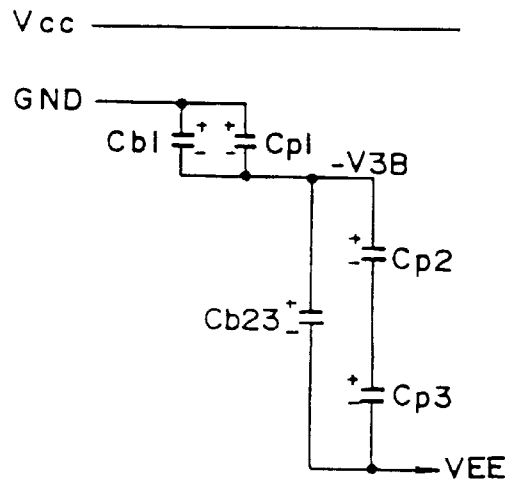 Vcc
GND
+ +
Cb1 Cp1
- -
-V3B
+
- Cp2
+
Cb23
-
+
- Cp3
VEE